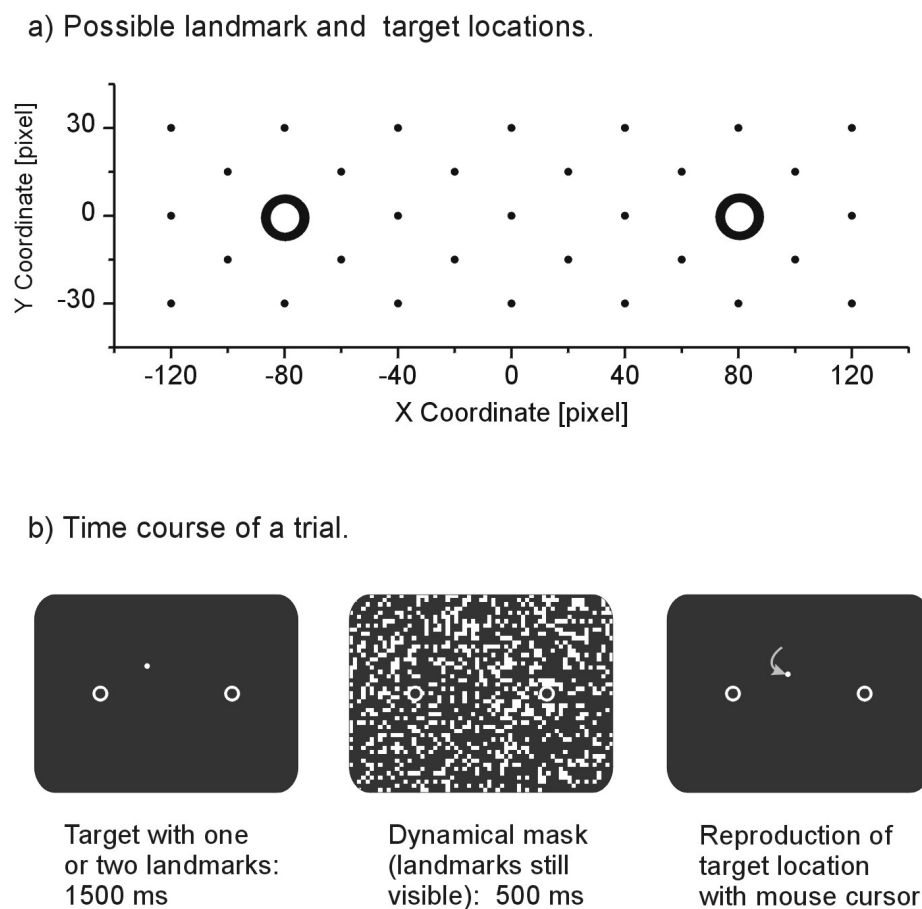 a) Possible landmark and target locations.
Y Coordinate [pixel]
30
0
-30
-120 -80 -40 0 40 80 120
X Coordinate [pixel]
b) Time course of a trial.
Target with one
or two landmarks:
1500 ms
Dynamical mask
(landmarks still
visible): 500 ms
Reproduction of
target location
with mouse cursor